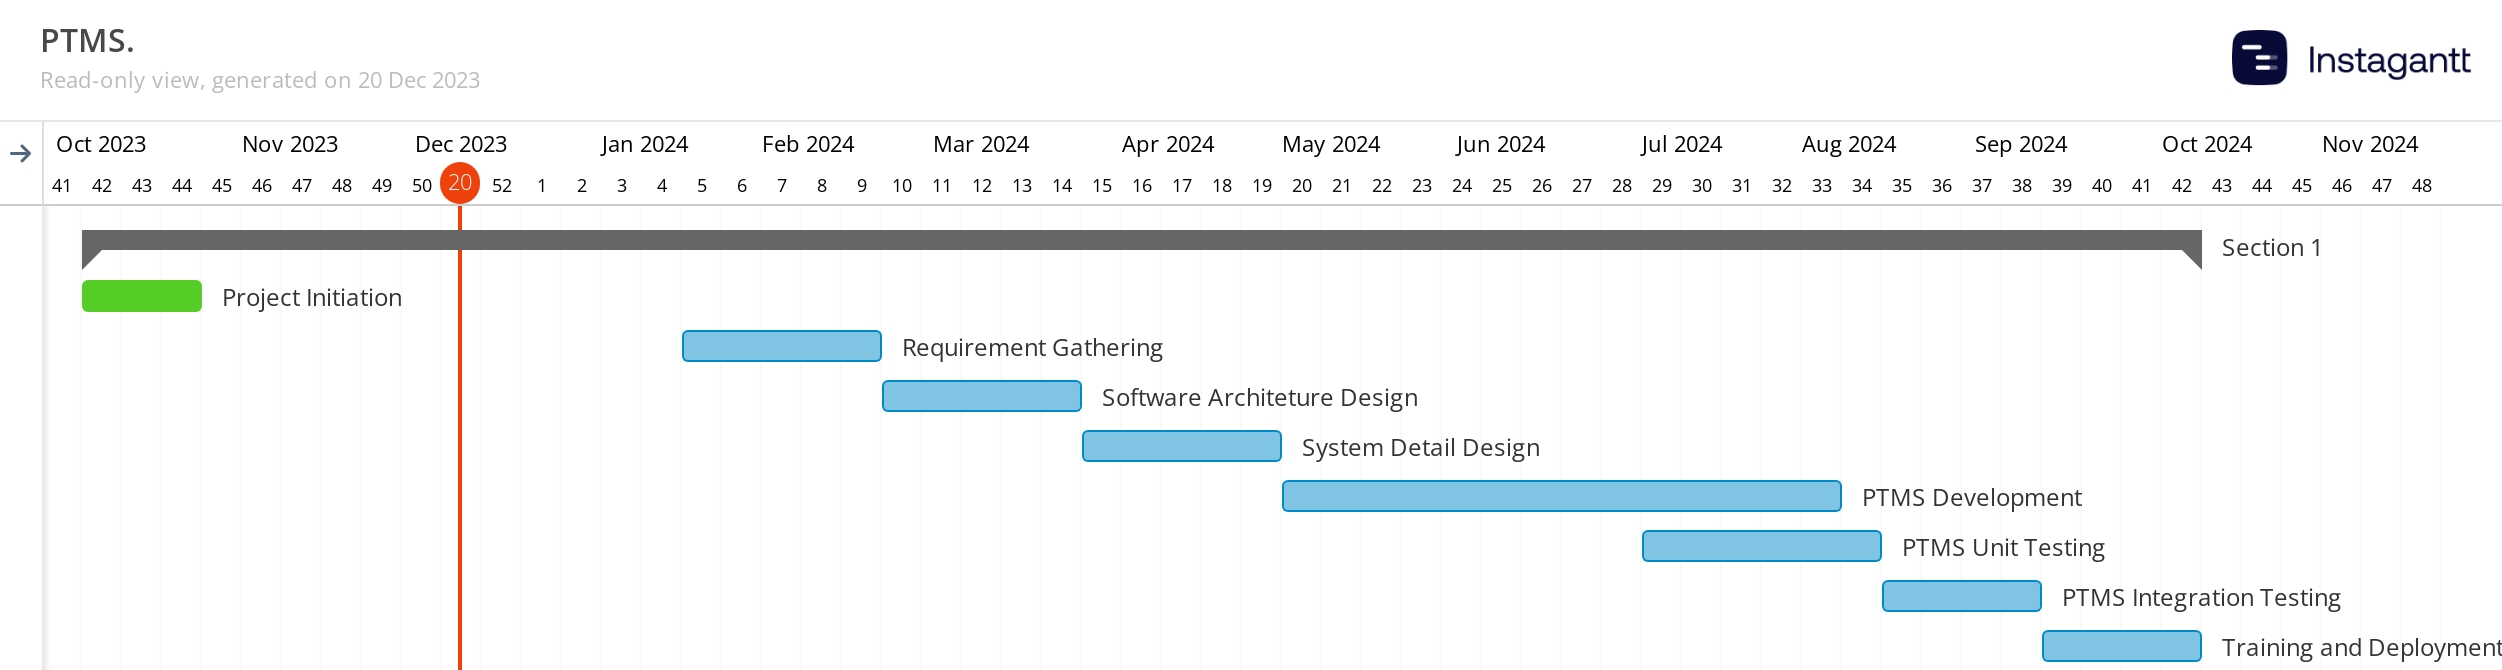 PTMS.
Read-only view, generated on 20 Dec 2023
Instagantt
Oct 2023 Nov 2023 Dec 2023 Jan 2024 Feb 2024 Mar 2024 Apr 2024 May 2024 Jun 2024 Jul 2024 Aug 2024 Sep 2024 Oct 2024 Nov 2024
41 42 43 44 45 46 47 48 49 50 20 52 1 2 3 4 5 6 7 8 9 10 11 12 13 14 15 16 17 18 19 20 21 22 23 24 25 26 27 28 29 30 31 32 33 34 35 36 37 38 39 40 41 42 43 44 45 46 47 48
Section 1
Project Initiation
Requirement Gathering
Software Architeture Design
System Detail Design
PTMS Development
PTMS Unit Testing
PTMS Integration Testing
Training and Deployment